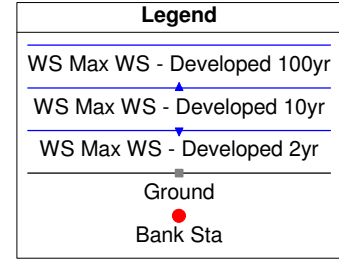 Legend
WS Max WS - Developed 100yr
WS Max WS - Developed 10yr
WS Max WS - Developed 2yr
Ground
Bank Sta